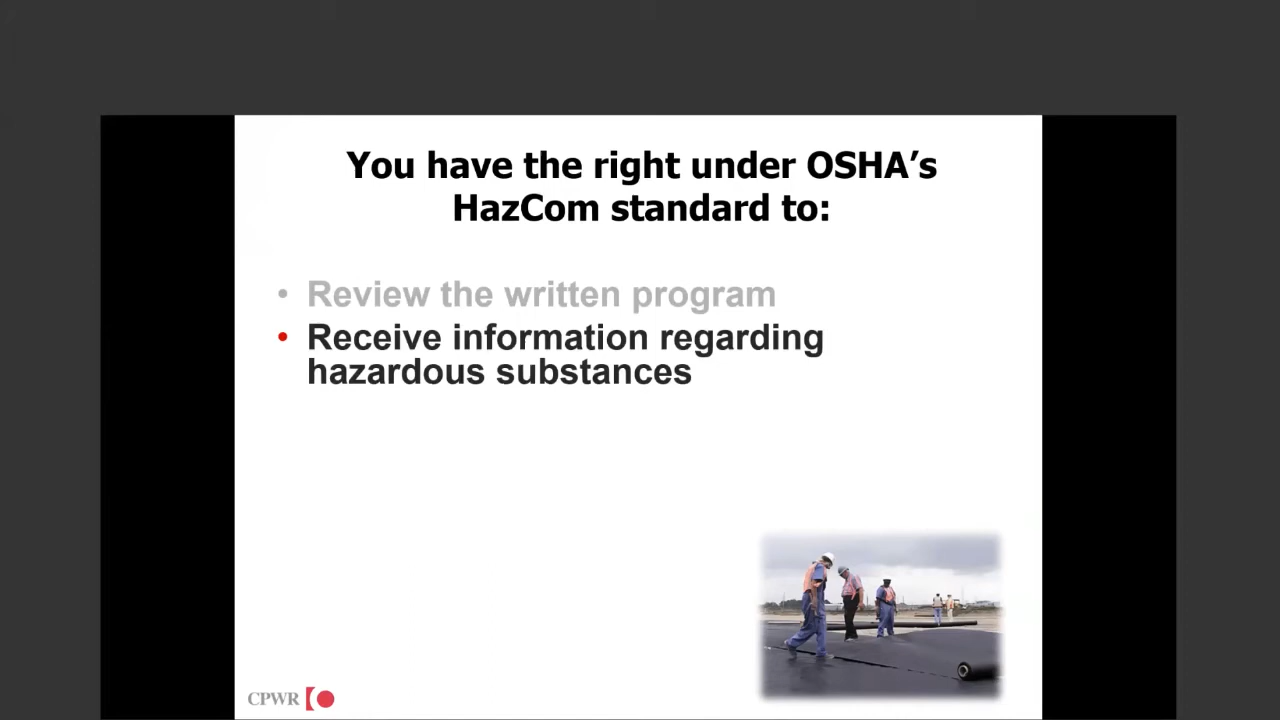 You have the right under OSHA’s
HazCom standard to:
• Review the written program
• Receive information regarding
hazardous substances
CPWR